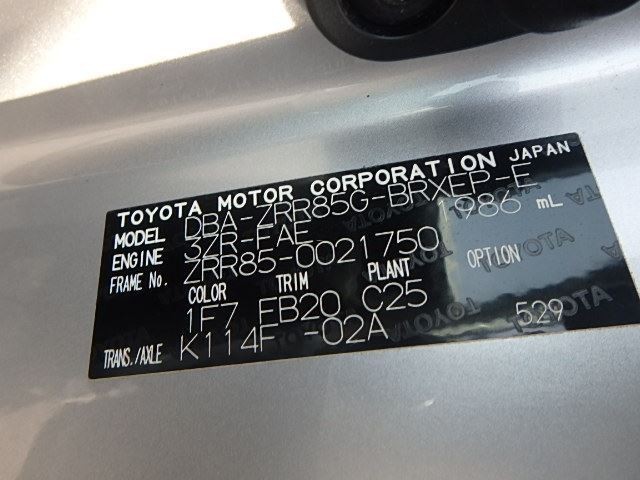 TOYOTA MOTOR CORPORATION JAPAN
MODEL DBA-ZRR85G-BRXEP-E
ENGINE 3ZR-FAE 1986 mL
FRAME No. ZRR85-0021750
COLOR TRIM PLANT OPTION
1F7 FB20 C25
TRANS./AXLE K114F -02A 529